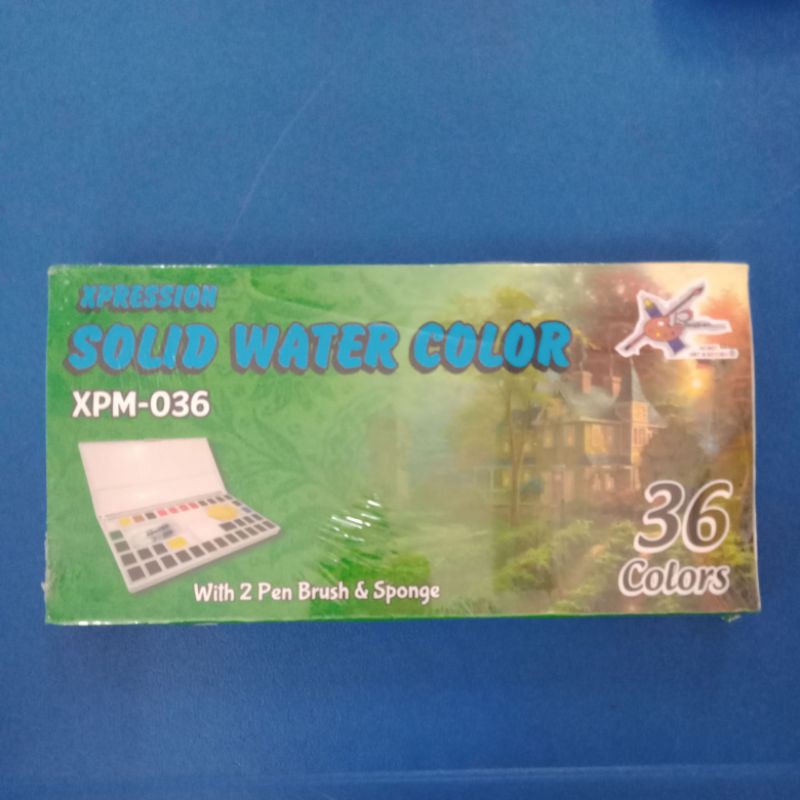 XPRESSION
SOLID WATER COLOR
XPM-036
36
Colors
With 2 Pen Brush & Sponge